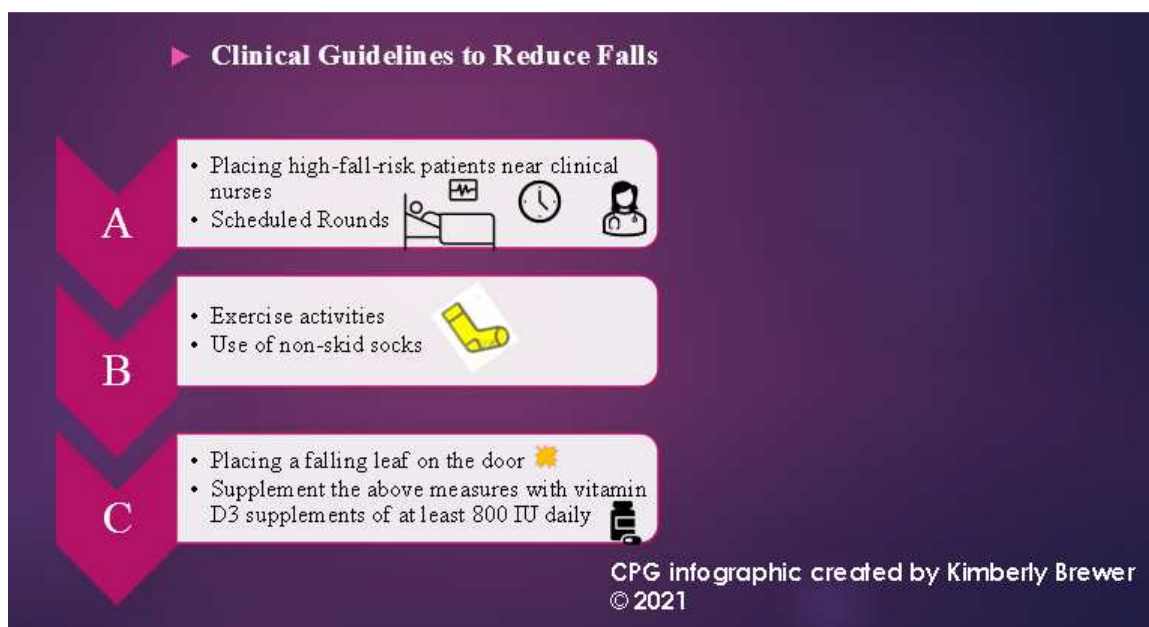 Clinical Guidelines to Reduce Falls
A
• Placing high-fall-risk patients near clinical
nurses
• Scheduled Rounds
B
• Exercise activities
• Use of non-skid socks
C
• Placing a falling leaf on the door
• Supplement the above measures with vitamin
D3 supplements of at least 800 IU daily
CPG infographic created by Kimberly Brewer
© 2021